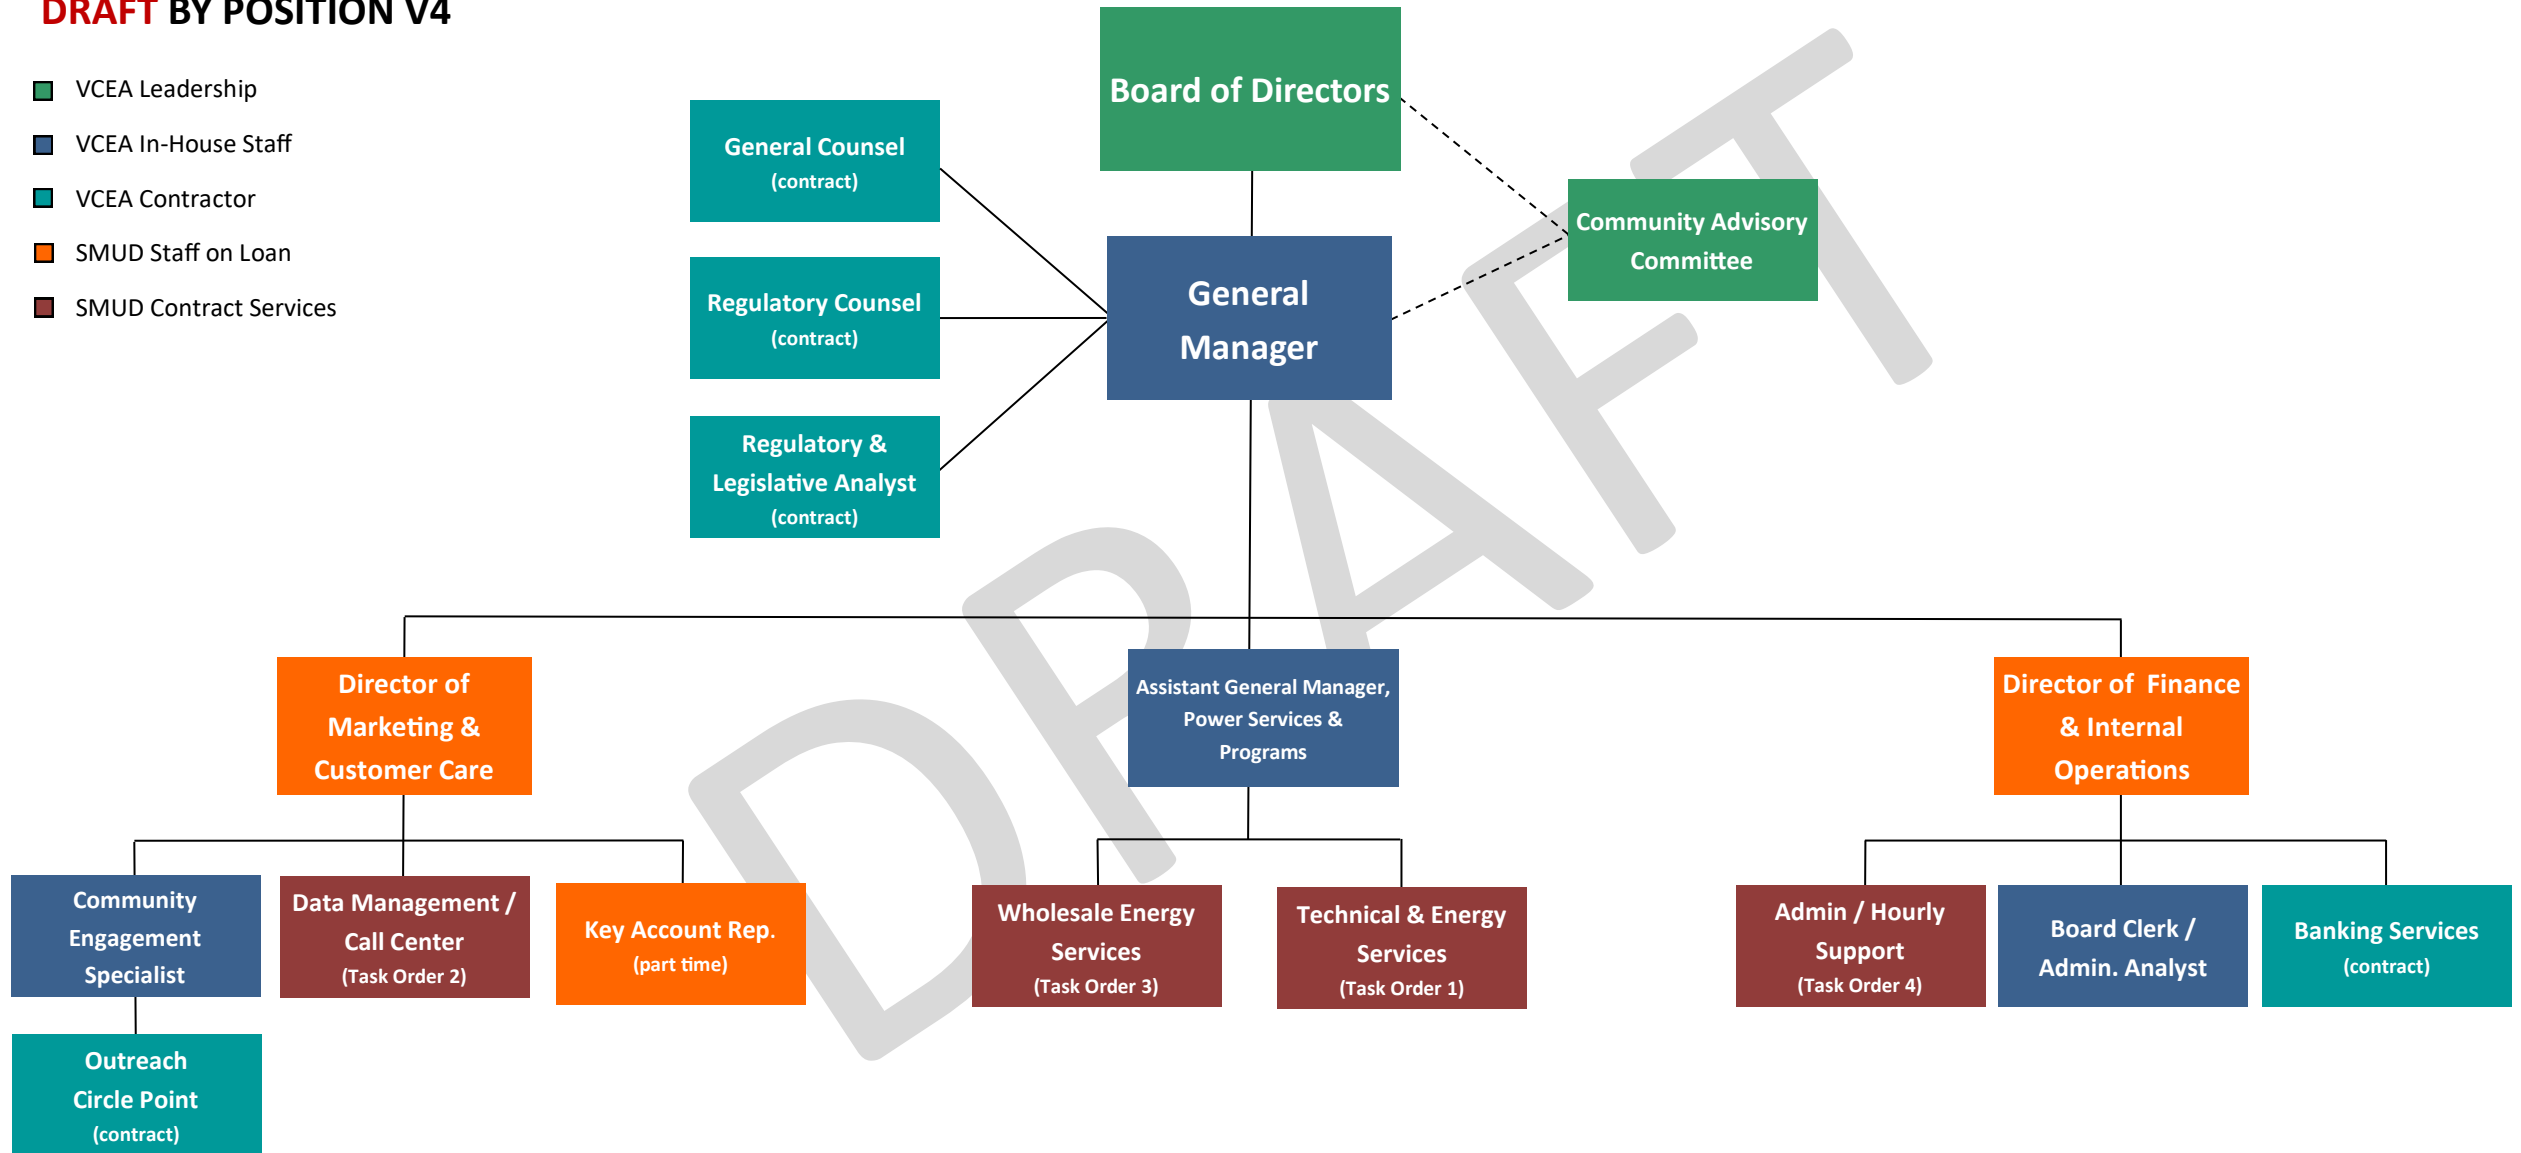 DRAFT BY POSITION V4
VCEA Leadership
VCEA In-House Staff
VCEA Contractor
SMUD Staff on Loan
SMUD Contract Services
Board of Directors
General Counsel
(contract)
Community Advisory
Committee
General
Manager
Regulatory Counsel
(contract)
Regulatory &
Legislative Analyst
(contract)
Director of
Marketing &
Customer Care
Assistant General Manager,
Power Services &
Programs
Director of  Finance
& Internal
Operations
Community
Engagement
Specialist
Data Management /
Call Center
(Task Order 2)
Key Account Rep.
(part time)
Wholesale Energy
Services
(Task Order 3)
Technical & Energy
Services
(Task Order 1)
Admin / Hourly
Support
(Task Order 4)
Board Clerk /
Admin. Analyst
Banking Services
(contract)
Outreach
Circle Point
(contract)
DRAFT